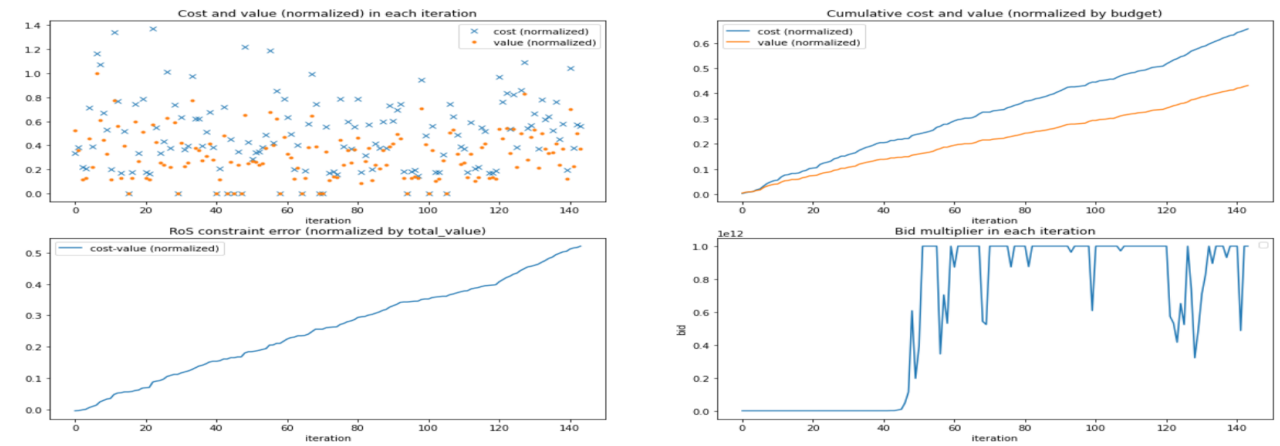 Cost and value (normalized) in each iteration
1.4
1.2
1.0
0.8
0.6
0.4
0.2
0.0
cost (normalized)
value (normalized)
0 20 40 60 80 100 120 140
iteration
Cumulative cost and value (normalized by budget)
0.6
0.5
0.4
0.3
0.2
0.1
0.0
cost (normalized)
value (normalized)
0 20 40 60 80 100 120 140
iteration
RoS constraint error (normalized by total_value)
0.5
0.4
0.3
0.2
0.1
0.0
cost-value (normalized)
0 20 40 60 80 100 120 140
iteration
Bid multiplier in each iteration
1e12
1.0
0.8
0.6
0.4
0.2
0.0
bid
0 20 40 60 80 100 120 140
iteration